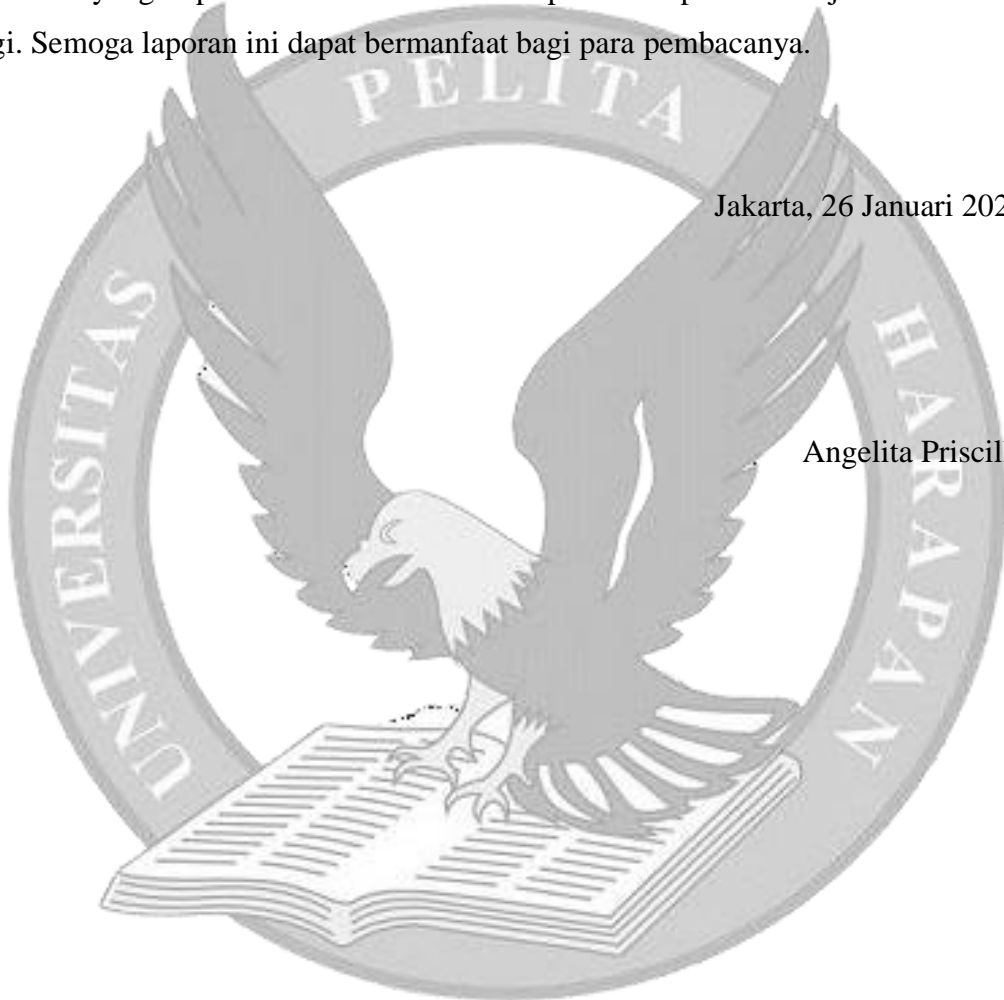 gi. Semoga laporan ini dapat bermanfaat bagi para pembacanya.
PELITA
Jakarta, 26 Januari 202
UNIVERSITAS
HARAPAN
Angelita Priscil